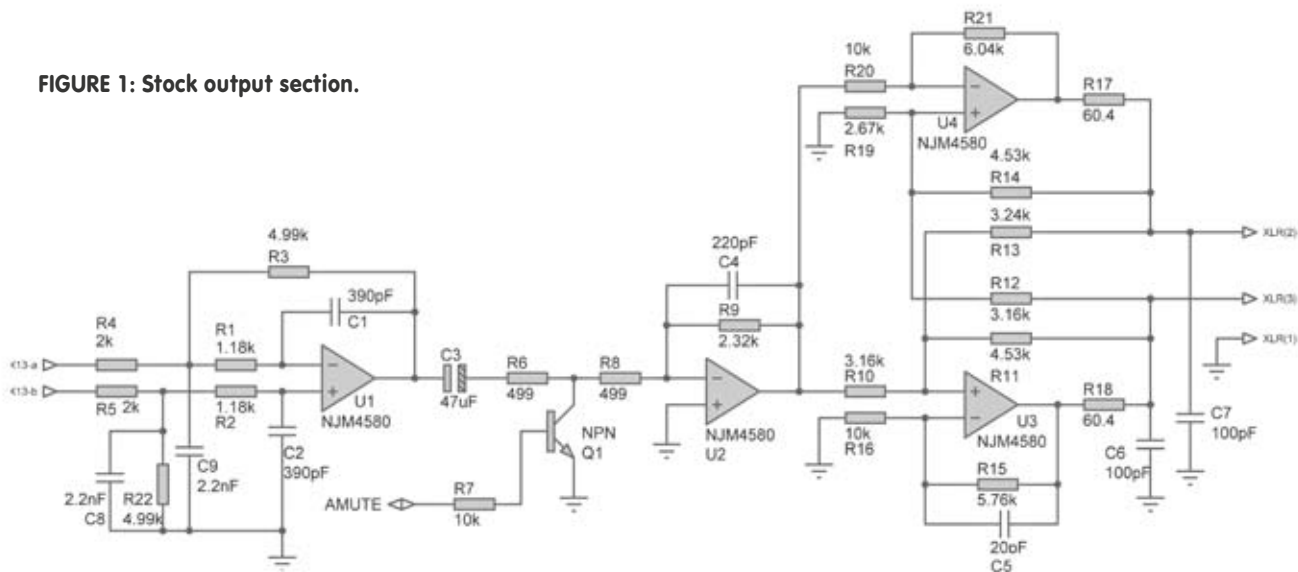 FIGURE 1: Stock output section.
R21
6.04k
10k
R20
R17
60.4
U4
NJM4580
2.67k
R19
4.53k
R14
3.24k
R13
XLR(2)
R12
3.16k
XLR(3)
4.53k
R11
XLR(1)
4.99k
R3
390pF
C1
220pF
C4
R9
2.32k
R4
2k
R1
1.18k
R5 2k
1.18k
R2
U1
NJM4580
C3
47uF
R6
499
R8
499
NJM4580
U2
3.16k
R10
10k
R16
U3
NJM4580
R18
60.4
C7
100pF
C6
100pF
R15
5.76k
20pF
C5
C9
2.2nF
C2
390pF
2.2nF
C8
R22
4.99k
NPN
Q1
AMUTE
R7
10k